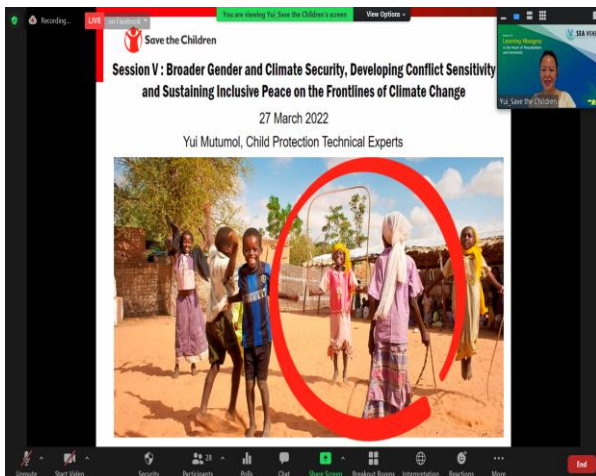 You are viewing Yui_Save the Children's screen
View Options
Recording...
LIVE on Facebook
Save the Children
SEA
Learning
Yui_Save the Children
Session V : Broader Gender and Climate Security, Developing Conflict Sensitivity
and Sustaining Inclusive Peace on the Frontlines of Climate Change
27 March 2022
Yui Mutumol, Child Protection Technical Experts
Unmute
Start Video
Security
Participants
28
Polls
Chat
Share Screen
Breakout Rooms
Interpretation
Reactions
More
End